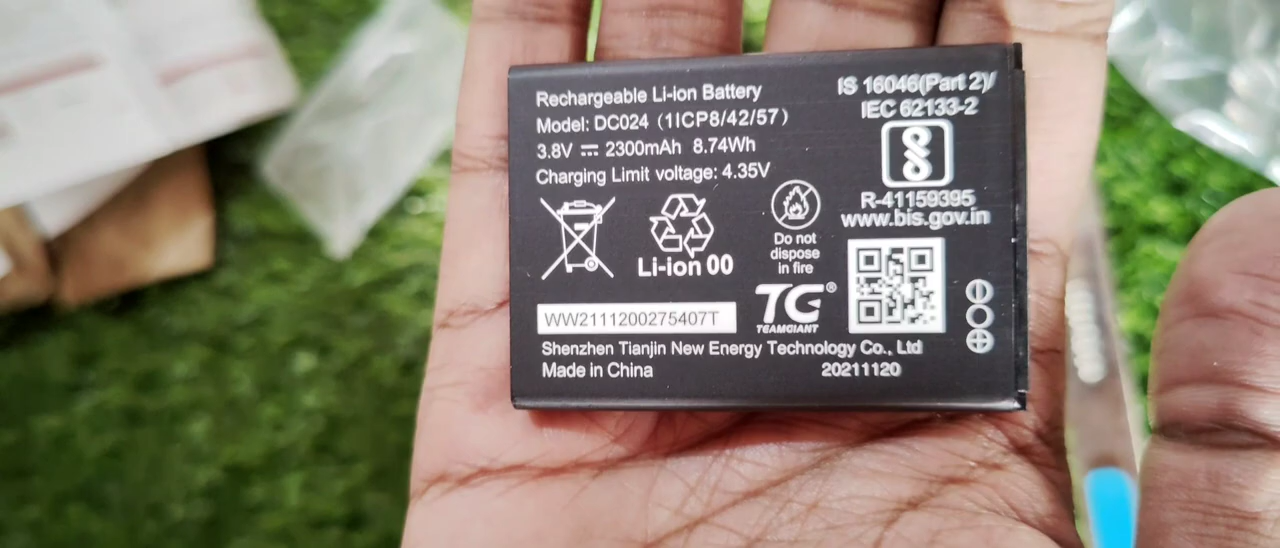 Rechargeable Li-ion Battery
Model: DC024 (1ICP8/42/57)
3.8V ⎓ 2300mAh 8.74Wh
Charging Limit voltage: 4.35V
IS 16046(Part 2)/
IEC 62133-2
R-41159395
www.bis.gov.in
Li-ion 00
Do not
dispose
in fire
WW2111200275407T
TG®
TEAMGIANT
Shenzhen Tianjin New Energy Technology Co., Ltd
Made in China
20211120